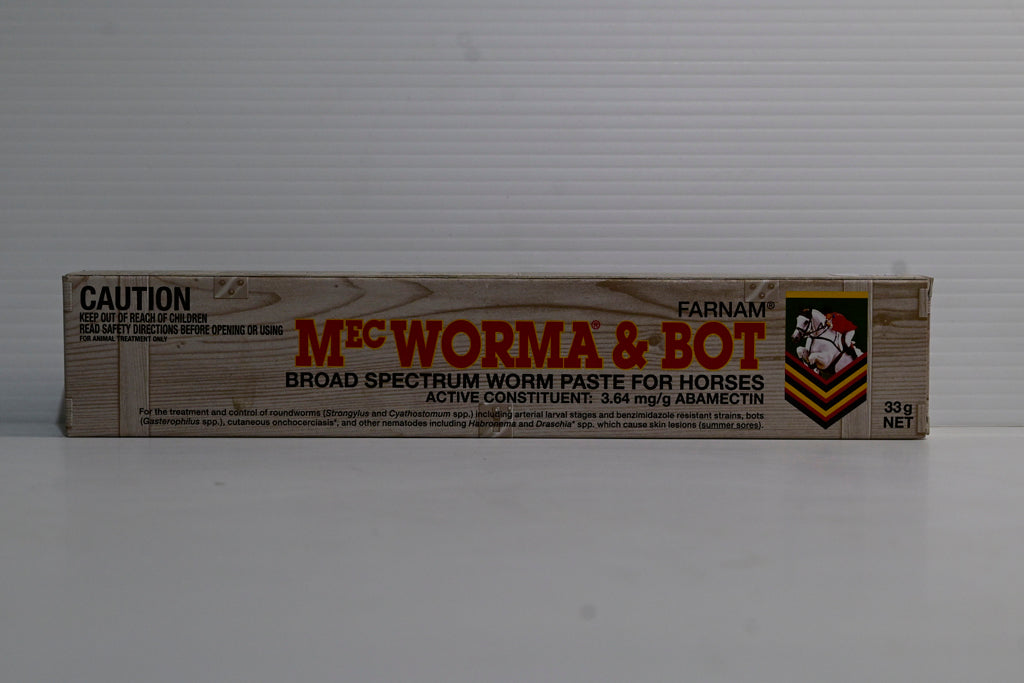 CAUTION
KEEP OUT OF REACH OF CHILDREN
READ SAFETY DIRECTIONS BEFORE OPENING OR USING
FOR ANIMAL TREATMENT ONLY
FARNAM®
MEC WORMA® & BOT
BROAD SPECTRUM WORM PASTE FOR HORSES
ACTIVE CONSTITUENT: 3.64 mg/g ABAMECTIN
For the treatment and control of roundworms (Strongylus and Cyathostomum spp.) including arterial larval stages and benzimidazole resistant strains, bots
(Gasterophilus spp.), cutaneous onchocerciasis*, and other nematodes including Habronema and Draschia* spp. which cause skin lesions (summer sores).
33 g
NET